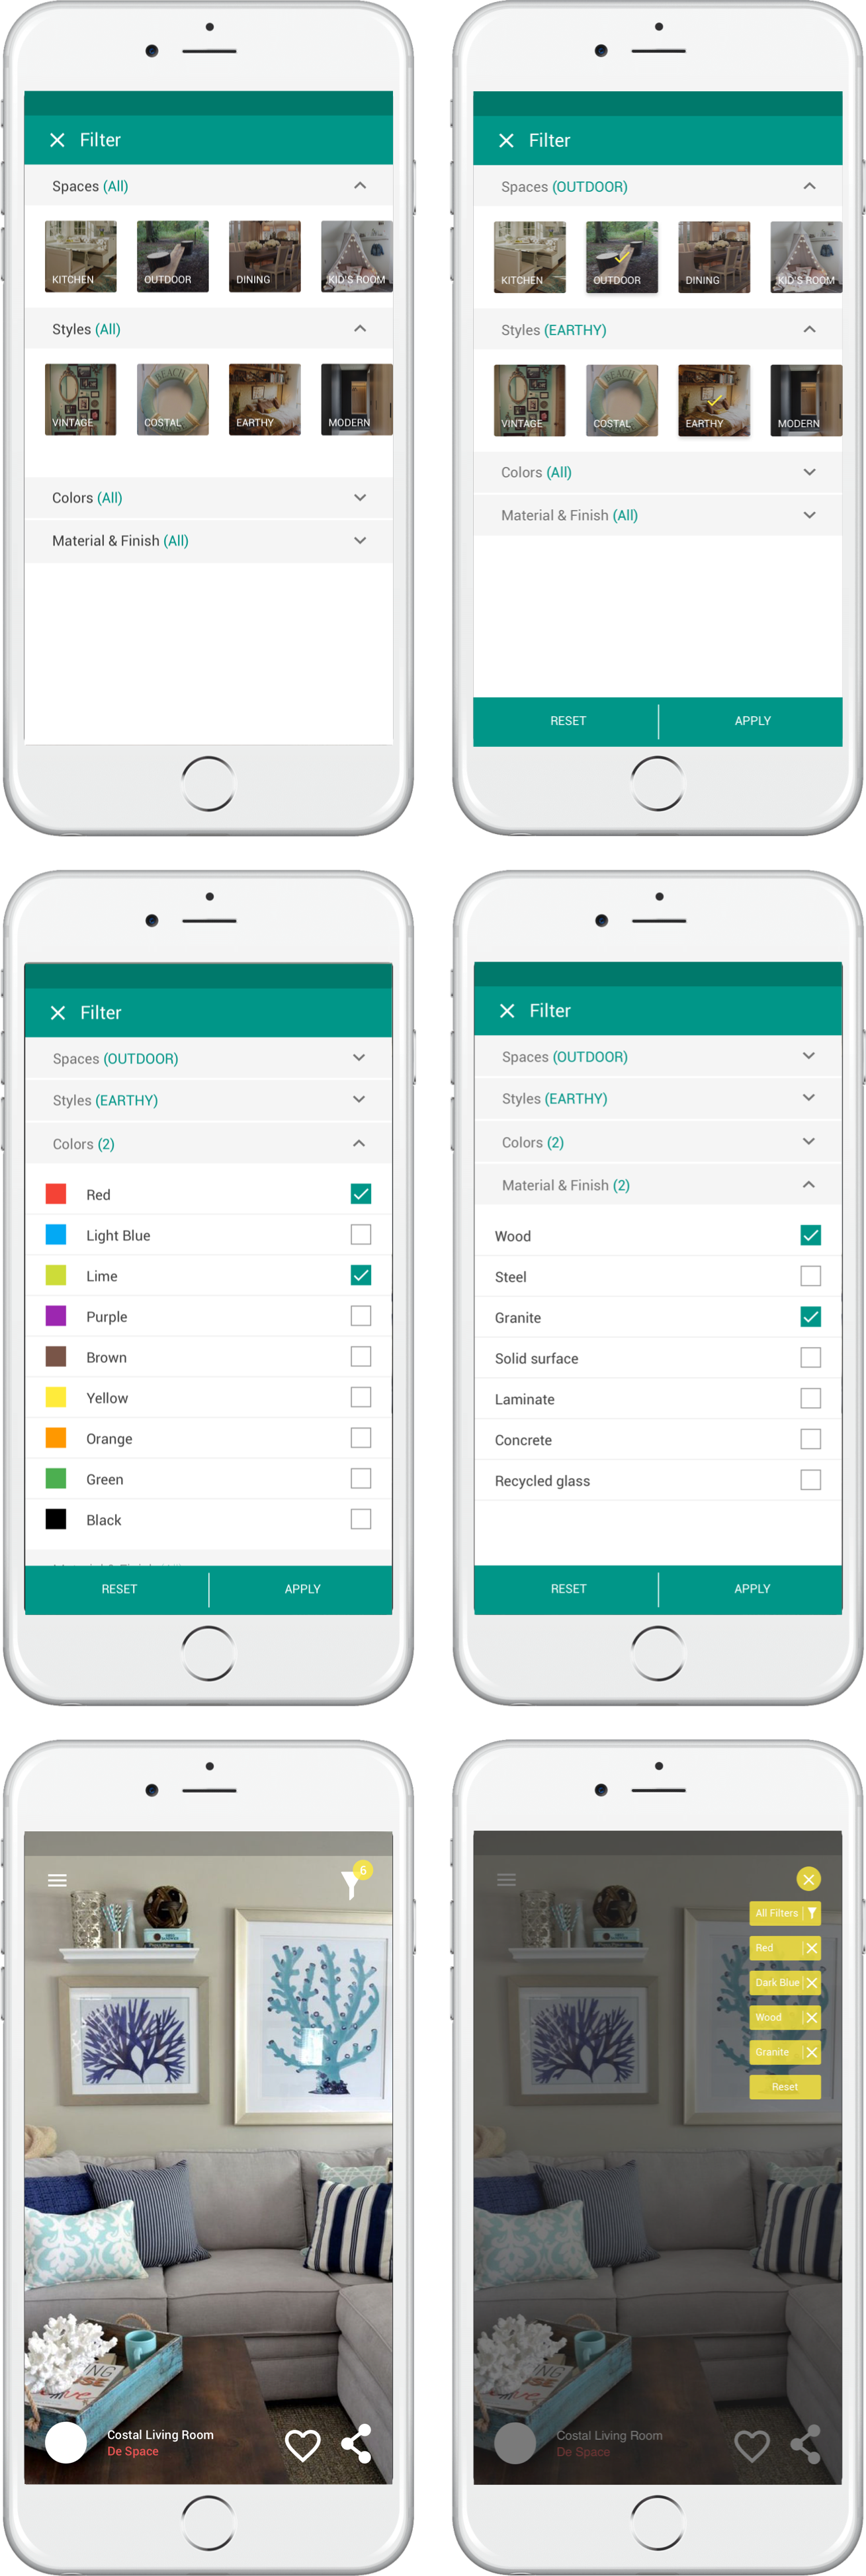 Filter
Spaces (All)
KITCHEN
OUTDOOR
DINING
KID'S ROOM
Styles (All)
VINTAGE
COSTAL
EARTHY
MODERN
Colors (All)
Material & Finish (All)
Filter
Spaces (OUTDOOR)
KITCHEN
OUTDOOR
DINING
KID'S ROOM
Styles (EARTHY)
BEACH
VINTAGE
COSTAL
EARTHY
MODERN
Colors (All)
Material & Finish (All)
RESET
APPLY
Filter
Spaces (OUTDOOR)
Styles (EARTHY)
Colors (2)
Red
Light Blue
Lime
Purple
Brown
Yellow
Orange
Green
Black
RESET
APPLY
Filter
Spaces (OUTDOOR)
Styles (EARTHY)
Colors (2)
Material & Finish (2)
Wood
Steel
Granite
Solid surface
Laminate
Concrete
Recycled glass
RESET
APPLY
6
Costal Living Room
De Space
All Filters
Red
Dark Blue
Wood
Granite
Reset
Costal Living Room
De Space